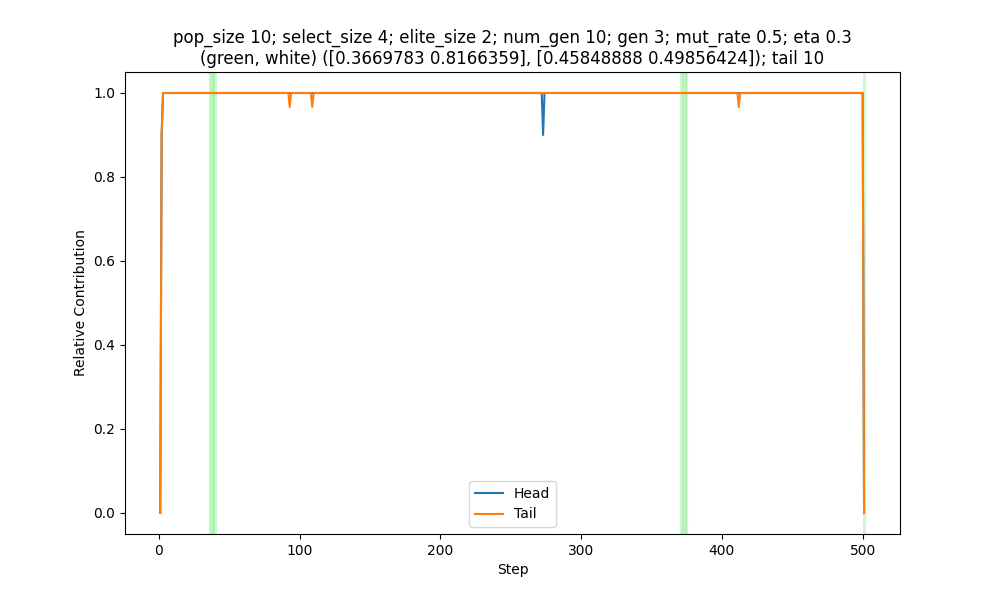 pop_size 10; select_size 4; elite_size 2; num_gen 10; gen 3; mut_rate 0.5; eta 0.3
(green, white) ([0.3669783 0.8166359], [0.45848888 0.49856424]); tail 10
1.0
0.8
0.6
0.4
0.2
0.0
Relative Contribution
Head
Tail
0
100
200
300
400
500
Step